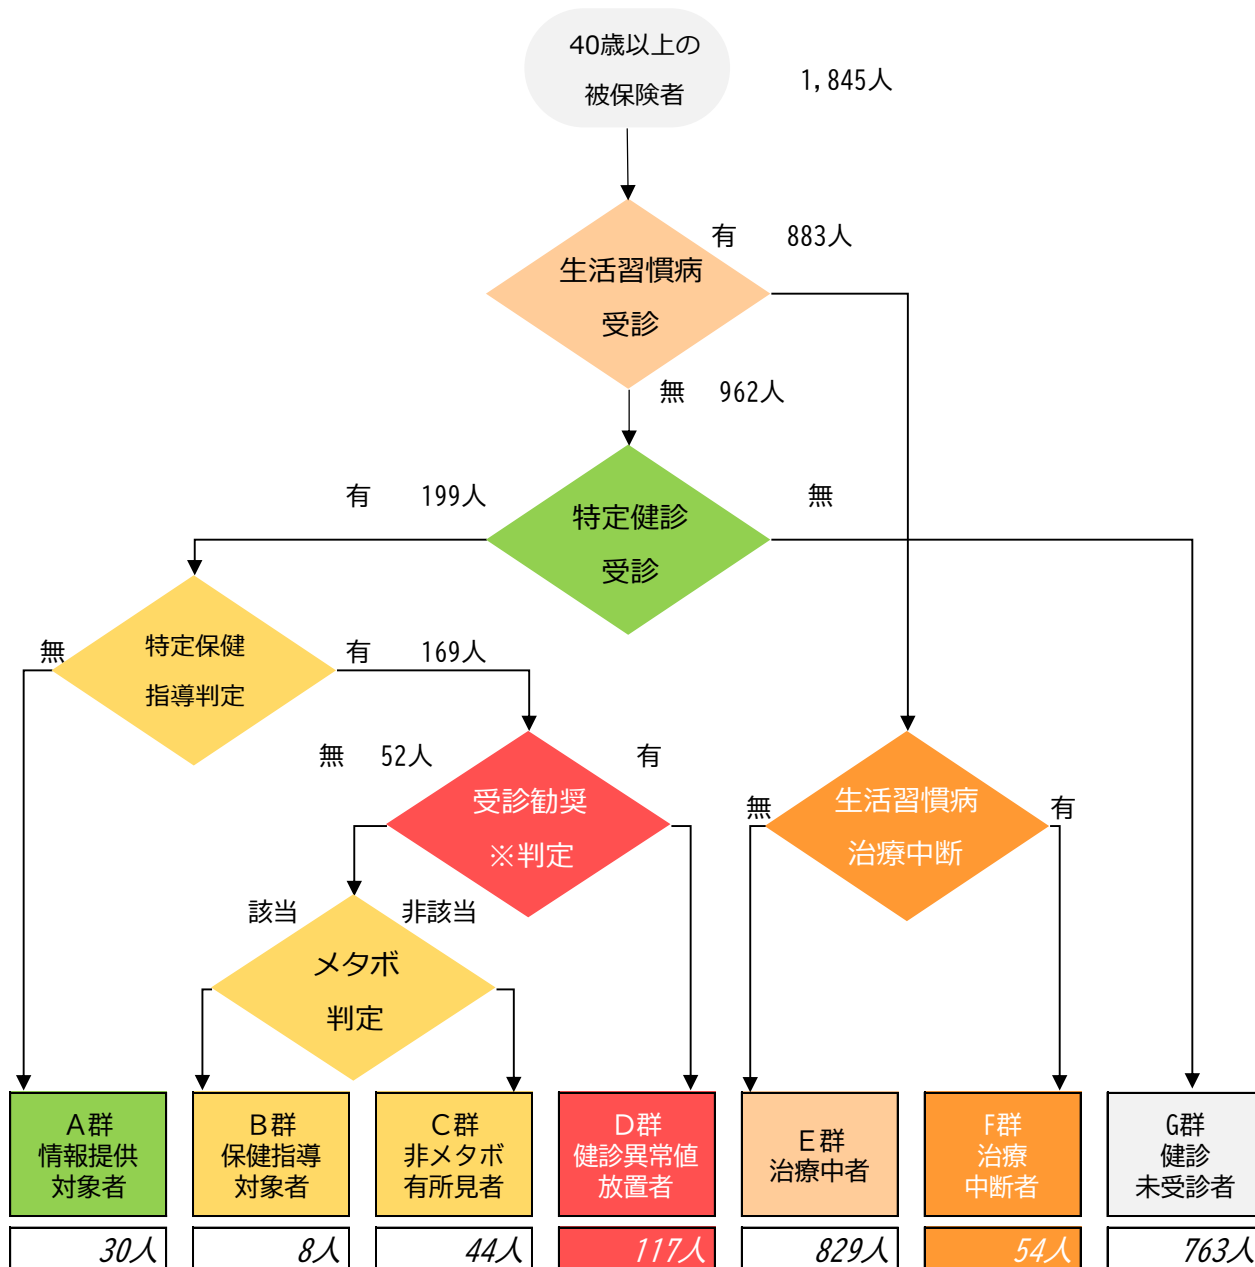 40歳以上の
被保険者
1,845人
有 883人
生活習慣病
受診
無 962人
有 199人
無
特定健診
受診
無
特定保健
指導判定
有 169人
無 52人
有
受診勧奨
※判定
無
生活習慣病
治療中断
有
該当
非該当
メタボ
判定
A群
情報提供
対象者
B群
保健指導
対象者
C群
非メタボ
有所見者
D群
健診異常値
放置者
E群
治療中者
F群
治療
中断者
G群
健診
未受診者
30人
8人
44人
117人
829人
54人
763人